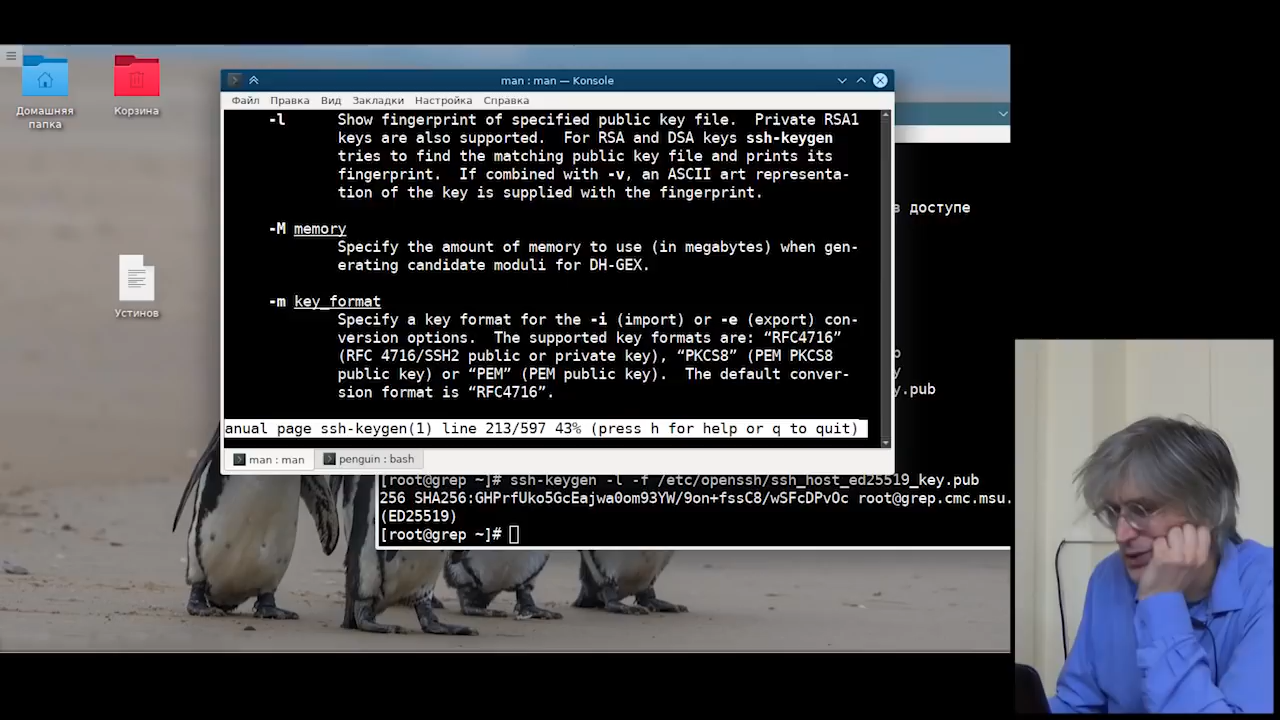 Домашняя
папка
Корзина
Устинов
man : man — Konsole
Файл Правка Вид Закладки Настройка Справка
-l Show fingerprint of specified public key file. Private RSA1
keys are also supported. For RSA and DSA keys ssh-keygen
tries to find the matching public key file and prints its
fingerprint. If combined with -v, an ASCII art representa-
tion of the key is supplied with the fingerprint.
-M memory
Specify the amount of memory to use (in megabytes) when gen-
erating candidate moduli for DH-GEX.
-m key_format
Specify a key format for the -i (import) or -e (export) con-
version options. The supported key formats are: “RFC4716”
(RFC 4716/SSH2 public or private key), “PKCS8” (PEM PKCS8
public key) or “PEM” (PEM public key). The default conver-
sion format is “RFC4716”.
anual page ssh-keygen(1) line 213/597 43% (press h for help or q to quit)
man : man penguin : bash
в доступе
y
ey.pub
[root@grep ~]# ssh-keygen -l -f /etc/openssh/ssh_host_ed25519_key.pub
256 SHA256:GHPrfUko5GcEajwa0om93YW/9on+fssC8/wSFcDPvOc root@grep.cmc.msu.
(ED25519)
[root@grep ~]#